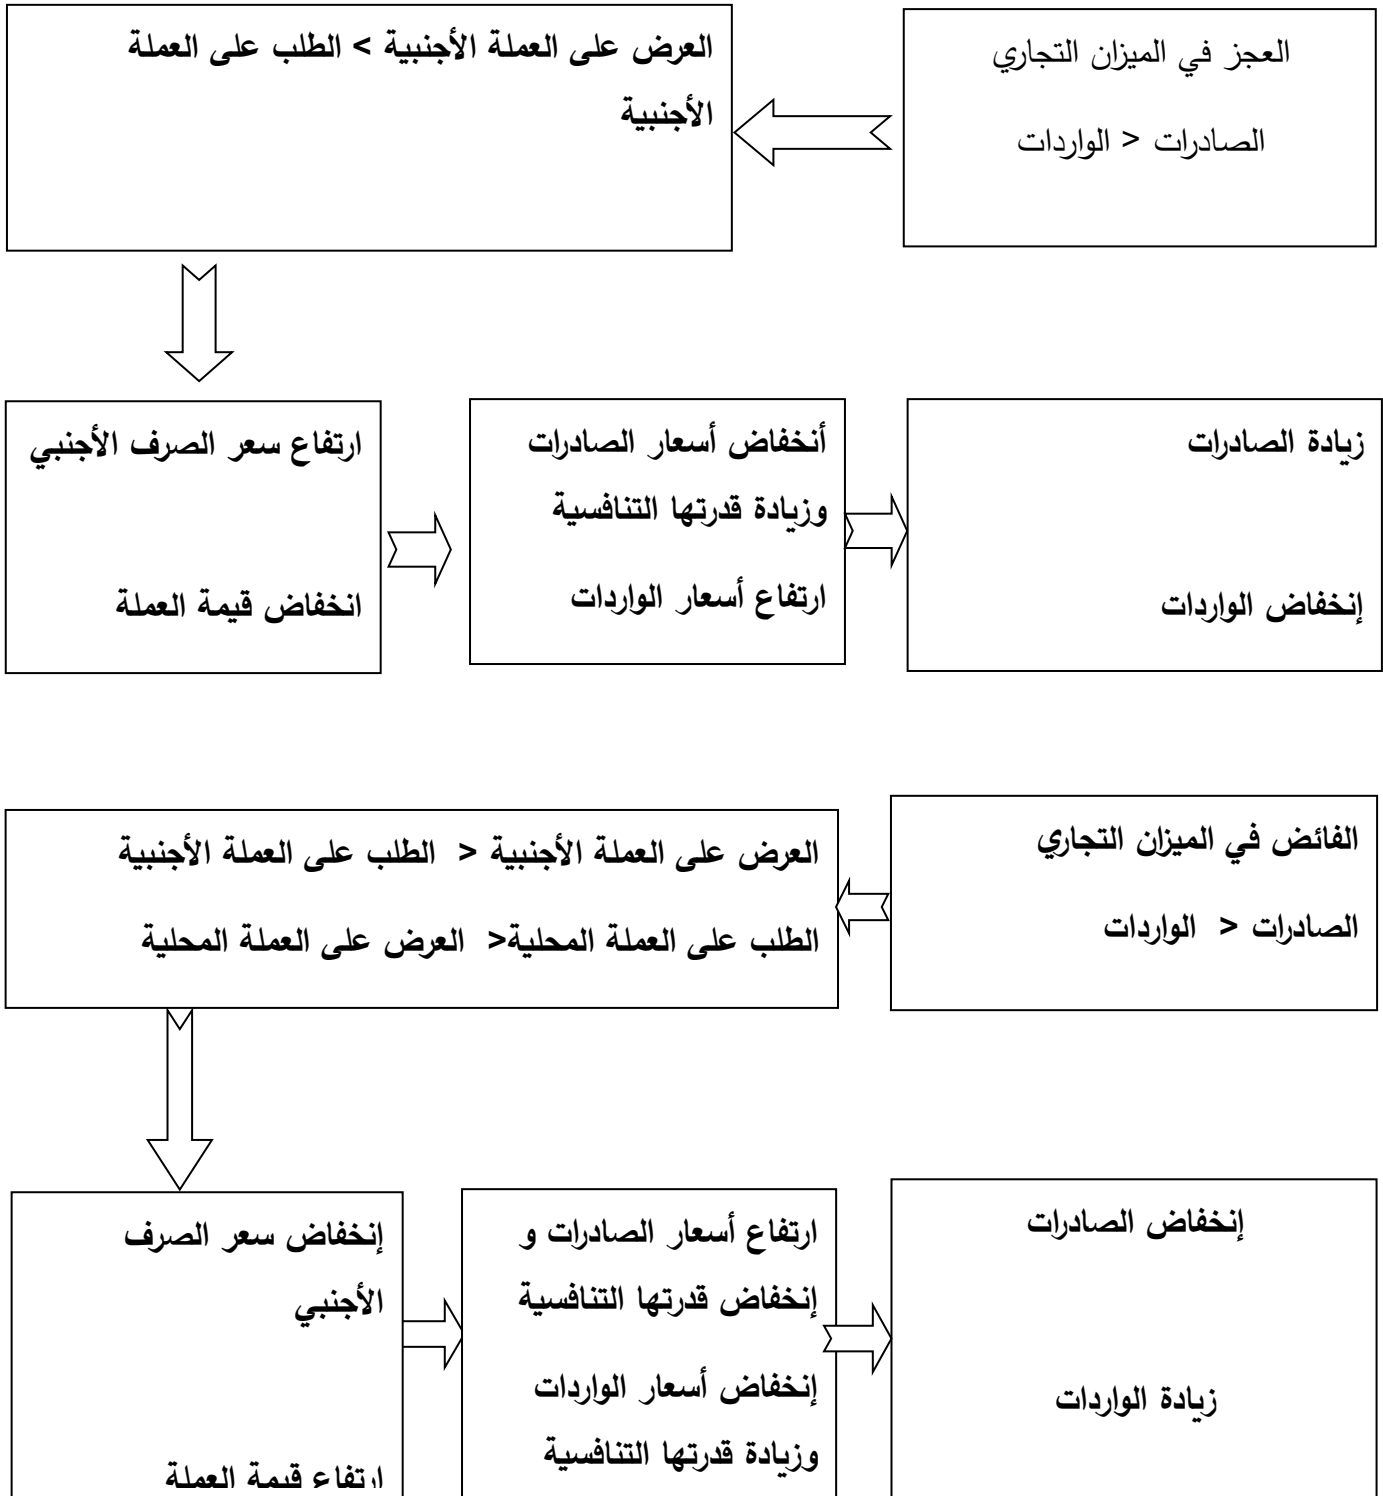 العجز في الميزان التجاري
الصادرات < الواردات
العرض على العملة الأجنبية > الطلب على العملة
الأجنبية
ارتفاع سعر الصرف الأجنبي
انخفاض قيمة العملة
أنخفاض أسعار الصادرات
وزيادة قدرتها التنافسية
ارتفاع أسعار الواردات
زيادة الصادرات
إنخفاض الواردات
الفائض في الميزان التجاري
الصادرات < الواردات
العرض على العملة الأجنبية < الطلب على العملة الأجنبية
الطلب على العملة المحلية< العرض على العملة المحلية
إنخفاض سعر الصرف
الأجنبي
ارتفاع قيمة العملة
ارتفاع أسعار الصادرات و
إنخفاض قدرتها التنافسية
إنخفاض أسعار الواردات
وزيادة قدرتها التنافسية
إنخفاض الصادرات
زيادة الواردات